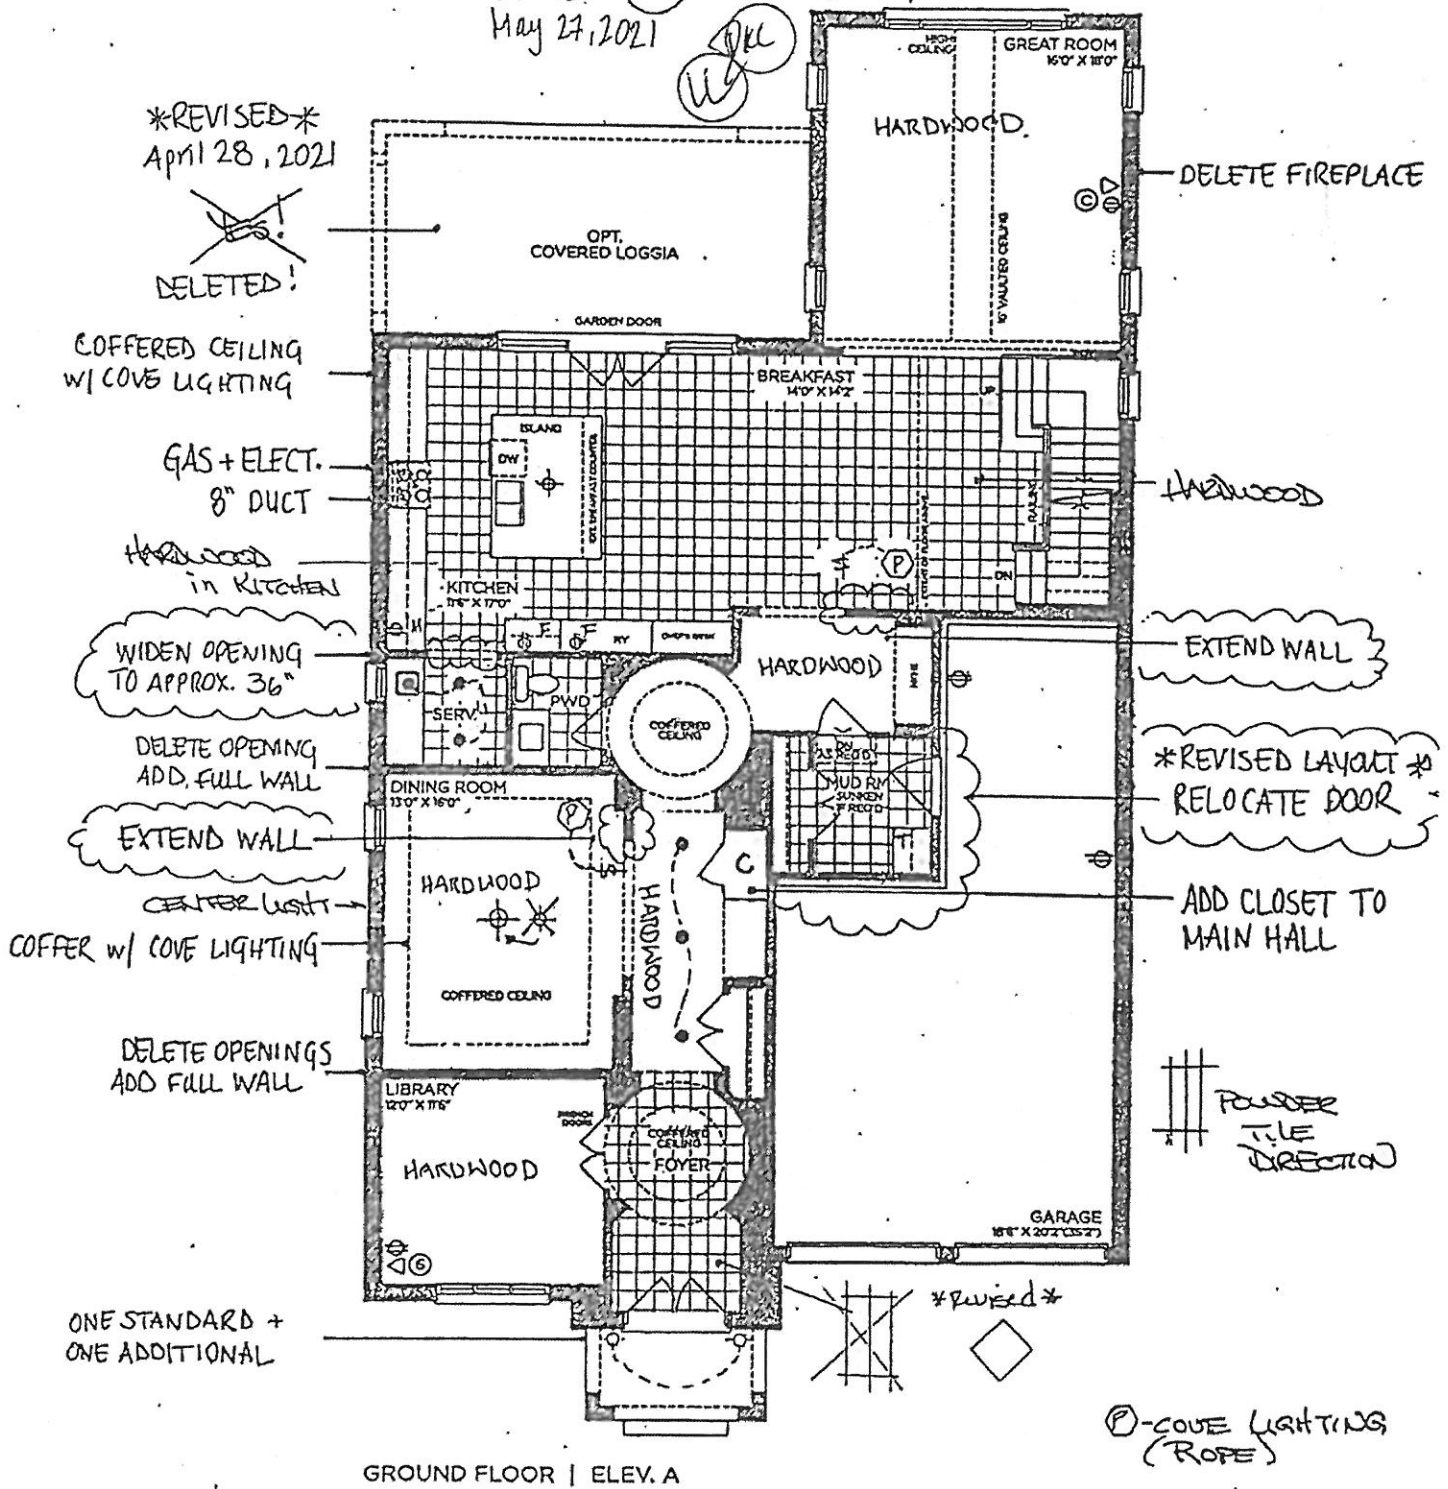 May 27, 2021
*REVISED*
April 28, 2021
DELETED!
HIGH
CEILING
GREAT ROOM
16'0" X 18'0"
HARDWOOD.
DELETE FIREPLACE
C
16' VAULTED CEILING
OPT.
COVERED LOGGIA
GARDEN DOOR
COFFERED CEILING
W/ COVE LIGHTING
BREAKFAST
14'0" X 14'2"
UP
ISLAND
DW
GAS + ELECT.
8" DUCT
RAILING
HARDWOOD
HARDWOOD
in KITCHEN
P
DN
KITCHEN
11'6" X 17'0"
F
F
WIDEN OPENING
TO APPROX. 36"
HARDWOOD
EXTEND WALL
SERV.
PWD
COFFERED
CEILING
DELETE OPENING
ADD. FULL WALL
MUD RM
SUNKEN
IF REQ'D
*REVISED LAYOUT*
RELOCATE DOOR
DINING ROOM
13'0" X 16'0"
P
EXTEND WALL
C
HARDWOOD
HARDWOOD
CENTER LIGHT
COFFER W/ COVE LIGHTING
ADD CLOSET TO
MAIN HALL
COFFERED CEILING
DELETE OPENINGS
ADD FULL WALL
LIBRARY
12'0" X 11'6"
FRENCH
DOORS
COFFERED
CEILING
FOYER
HARDWOOD
POWDER
TILE
DIRECTION
GARAGE
ONE STANDARD +
ONE ADDITIONAL
*Revised*
P - COVE LIGHTING
(ROPE)
GROUND FLOOR | ELEV. A